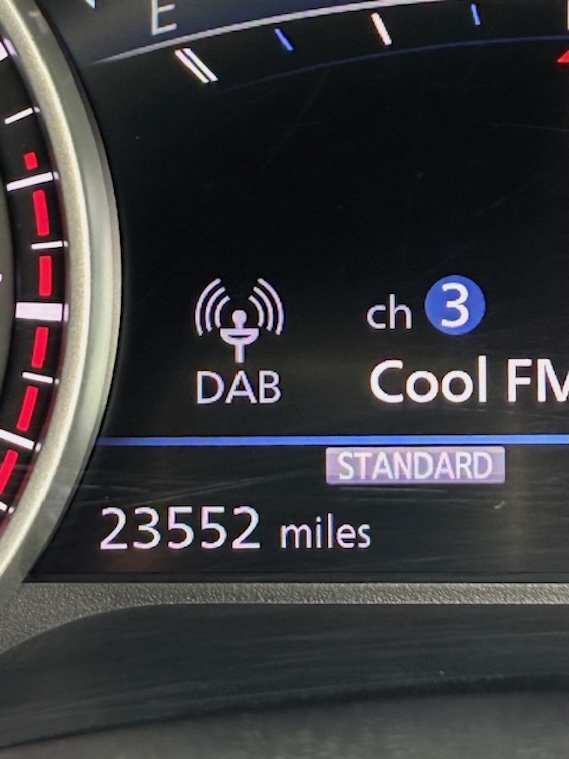 E
ch 3
DAB
Cool FM
STANDARD
23552 miles